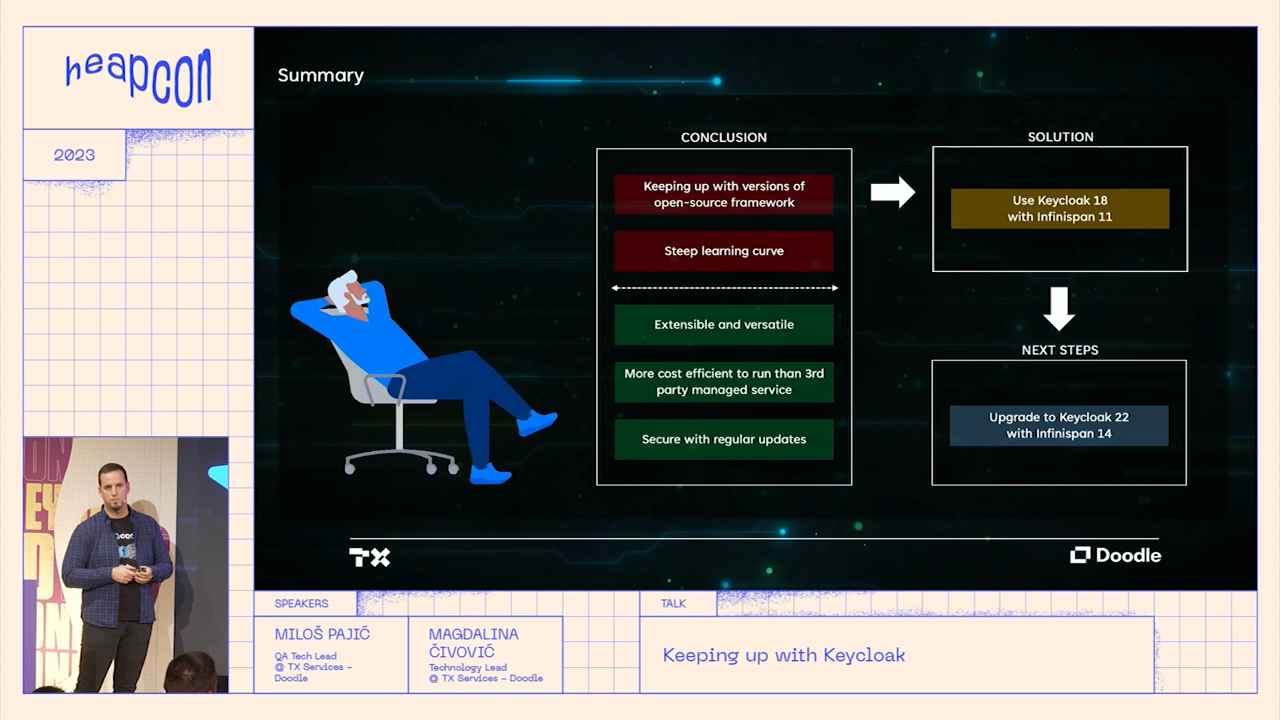 heapcon
2023
Summary
CONCLUSION
Keeping up with versions of
open-source framework
Steep learning curve
Extensible and versatile
More cost efficient to run than 3rd
party managed service
Secure with regular updates
SOLUTION
Use Keycloak 18
with Infinispan 11
NEXT STEPS
Upgrade to Keycloak 22
with Infinispan 14
TX
Doodle
SPEAKERS
MILOŠ PAJIĆ
QA Tech Lead
@ TX Services –
Doodle
MAGDALINA
ČIVOVIĆ
Technology Lead
@ TX Services – Doodle
TALK
Keeping up with Keycloak